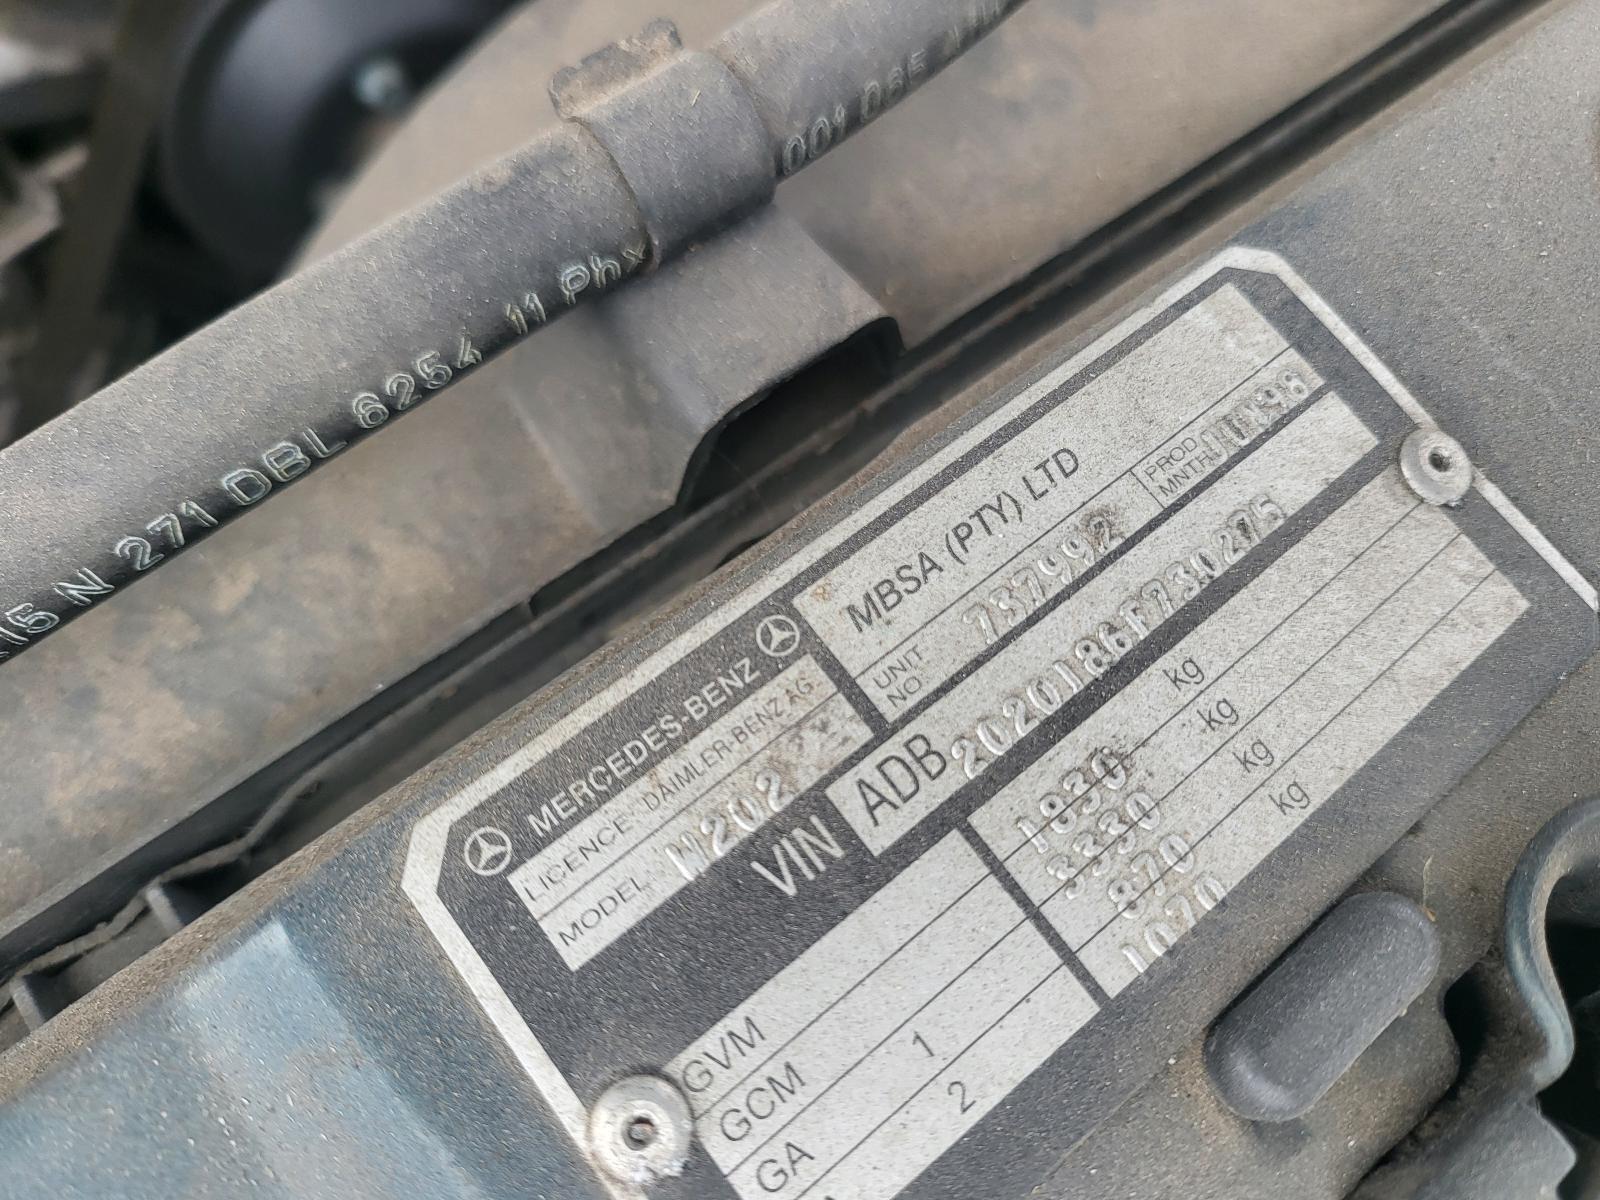 001 06E
15 N 271 DBL 8254 11 Phx
MERCEDES-BENZ
LICENCE DAIMLER-BENZ AG
MODEL W202
MBSA (PTY) LTD
UNIT NO 737992
PROD MNTH
VIN ADB 2020186F730275
GVM 1830 kg
GCM 3330 kg
GA 1 870 kg
2 1070 kg